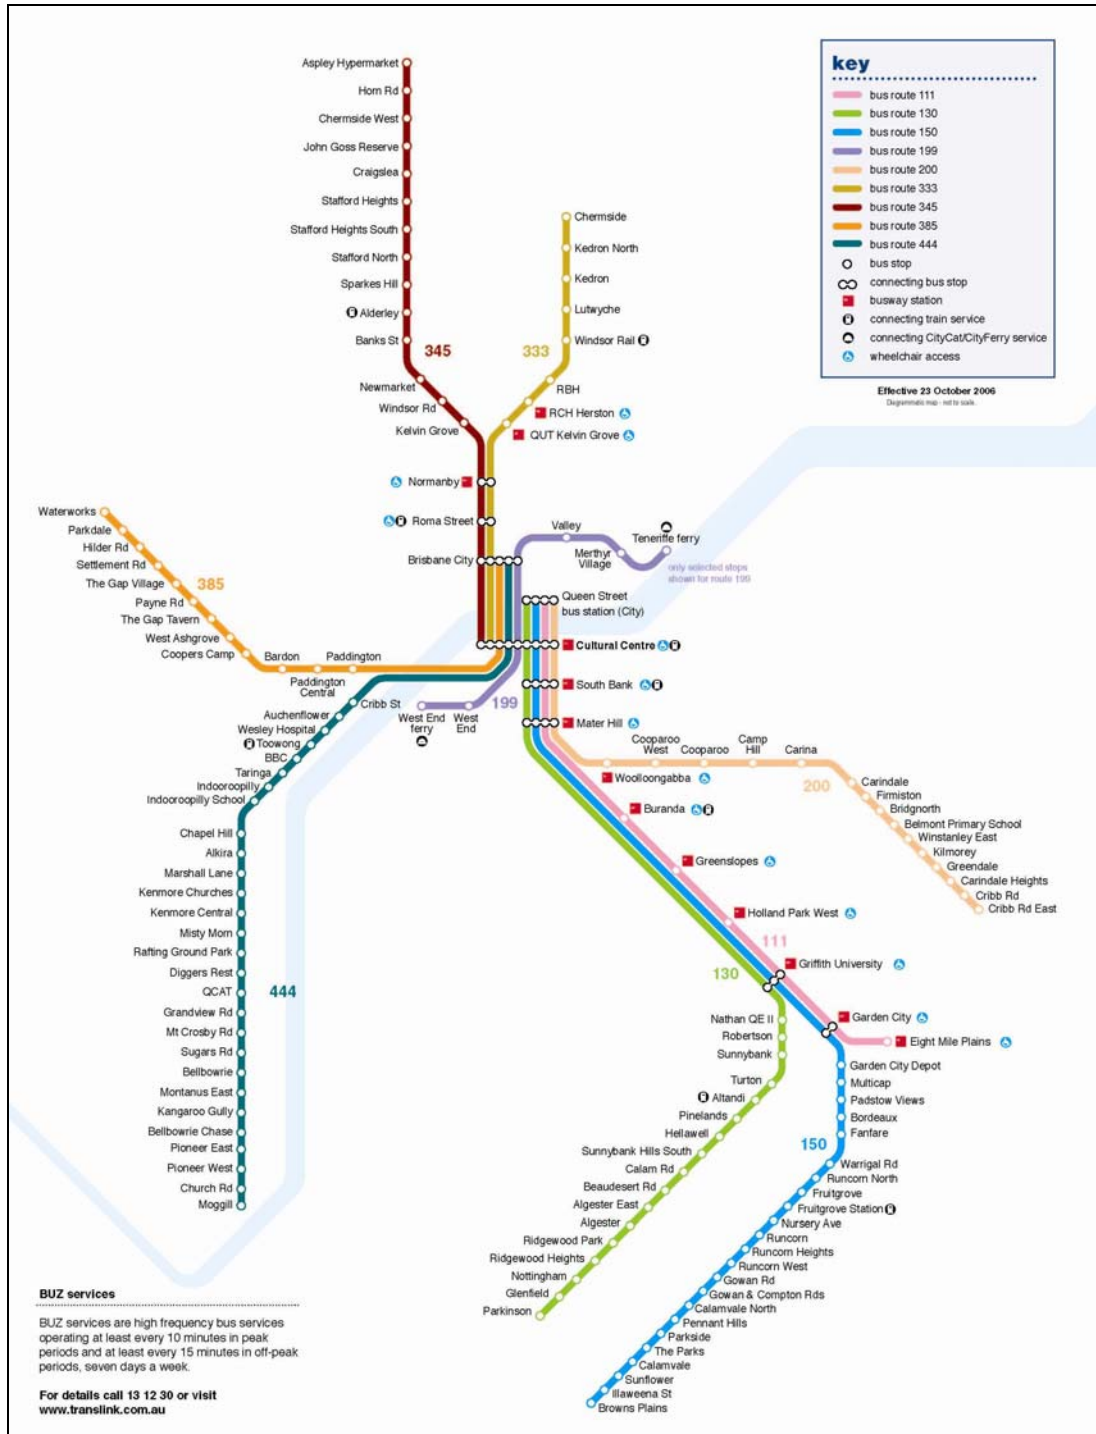 key
bus route 111
bus route 130
bus route 150
bus route 199
bus route 200
bus route 333
bus route 345
bus route 385
bus route 444
bus stop
connecting bus stop
busway station
connecting train service
connecting CityCat/CityFerry service
wheelchair access
Effective 23 October 2006
Diagrammatic map - not to scale.
Aspley Hypermarket
Horn Rd
Chermside West
John Goss Reserve
Craigslea
Stafford Heights
Stafford Heights South
Stafford North
Sparkes Hill
Alderley
Banks St
345
Newmarket
Windsor Rd
Kelvin Grove
Chermside
Kedron North
Kedron
Lutwyche
Windsor Rail
333
RBH
RCH Herston
QUT Kelvin Grove
Normanby
Roma Street
Brisbane City
Valley
Merthyr
Village
Teneriffe ferry
only selected stops
shown for route 199
Waterworks
Parkdale
Hilder Rd
Settlement Rd
The Gap Village
385
Payne Rd
The Gap Tavern
West Ashgrove
Coopers Camp
Bardon
Paddington
Central
Paddington
Queen Street
bus station (City)
Cultural Centre
South Bank
Mater Hill
199
West End
ferry
West
End
Cribb St
Auchenflower
Wesley Hospital
Toowong
BBC
Taringa
Indooroopilly
Indooroopilly School
Chapel Hill
Alkira
Marshall Lane
Kenmore Churches
Kenmore Central
Misty Morn
Rafting Ground Park
Diggers Rest
QCAT
444
Grandview Rd
Mt Crosby Rd
Sugars Rd
Bellbowrie
Montanus East
Kangaroo Gully
Bellbowrie Chase
Pioneer East
Pioneer West
Church Rd
Moggill
Woolloongabba
Cooparoo
West
Cooparoo
Camp
Hill
Carina
200
Carindale
Firmiston
Bridgnorth
Belmont Primary School
Winstanley East
Kilmorey
Greendale
Carindale Heights
Cribb Rd
Cribb Rd East
Buranda
Greenslopes
Holland Park West
111
Griffith University
Garden City
Eight Mile Plains
130
Nathan QE II
Robertson
Sunnybank
Turton
Altandi
Pinelands
Hellawell
Sunnybank Hills South
Calam Rd
Beaudesert Rd
Algester East
Algester
Ridgewood Park
Ridgewood Heights
Nottingham
Glenfield
Parkinson
Garden City Depot
Multicap
Padstow Views
Bordeaux
Fanfare
150
Warrigal Rd
Runcorn North
Fruitgrove
Fruitgrove Station
Nursery Ave
Runcorn
Runcorn Heights
Runcorn West
Gowan Rd
Gowan & Compton Rds
Calamvale North
Pennant Hills
Parkside
The Parks
Calamvale
Sunflower
Illaweena St
Browns Plains
BUZ services
BUZ services are high frequency bus services
operating at least every 10 minutes in peak
periods and at least every 15 minutes in off-peak
periods, seven days a week.
For details call 13 12 30 or visit
www.translink.com.au